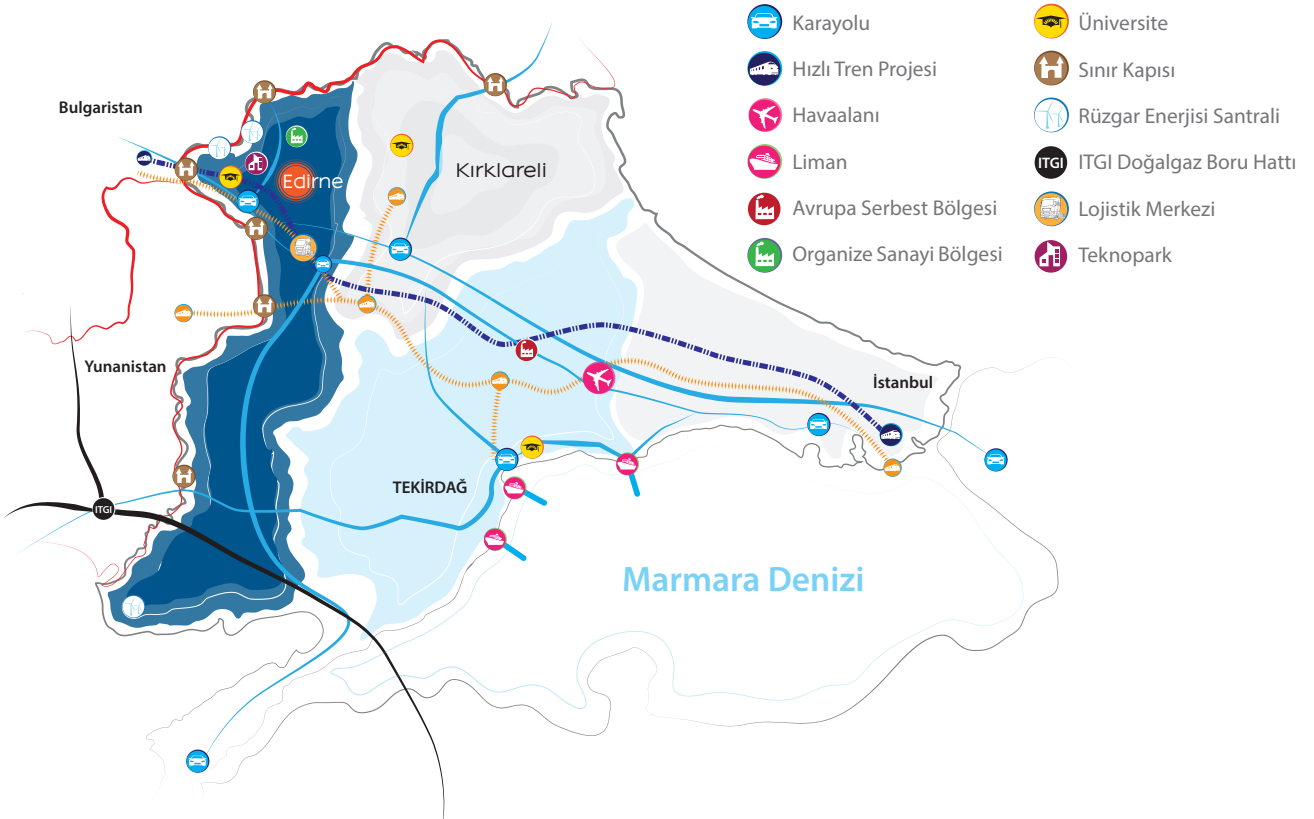 Karayolu
Hızlı Tren Projesi
Havaalanı
Liman
Avrupa Serbest Bölgesi
Organize Sanayi Bölgesi
Üniversite
Sınır Kapısı
Rüzgar Enerjisi Santrali
ITGI
ITGI Doğalgaz Boru Hattı
Lojistik Merkezi
Teknopark
Bulgaristan
Edirne
Kırklareli
Yunanistan
İstanbul
TEKİRDAĞ
ITGI
Marmara Denizi